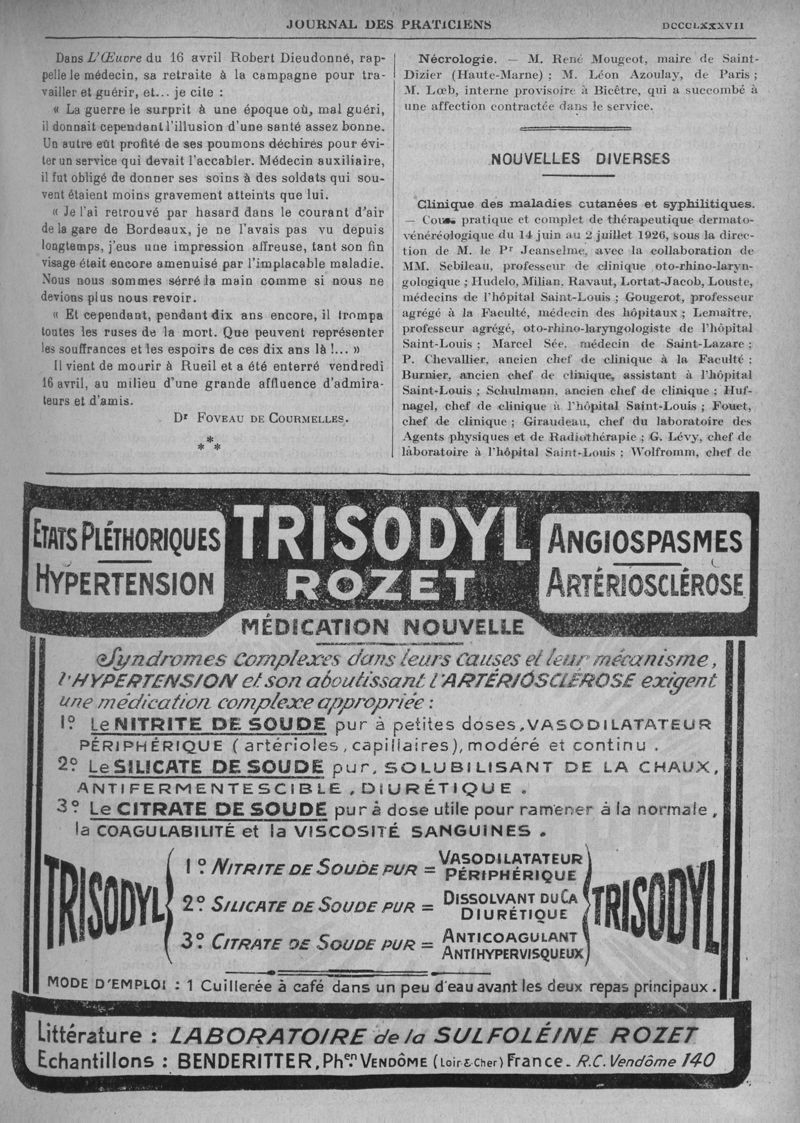 JOURNAL DES PRATICIENS
DCCCLXXXVII
Dans L'Œuvre du 16 avril Robert Dieudonné, rap-
pelle le médecin, sa retraite à la campagne pour tra-
vailler et guérir, et... je cite :
« La guerre le surprit à une époque où, mal guéri,
il donnait cependant l'illusion d'une santé assez bonne.
Un autre eût profité de ses poumons déchirés pour évi-
ter un service qui devait l'accabler. Médecin auxiliaire,
il fut obligé de donner ses soins à des soldats qui sou-
vent étaient moins gravement atteints que lui.
« Je l'ai retrouvé par hasard dans le courant d'air
de la gare de Bordeaux, je ne l'avais pas vu depuis
longtemps, j'eus une impression affreuse, tant son fin
visage était encore amenuisé par l'implacable maladie.
Nous nous sommes sérré la main comme si nous ne
devions plus nous revoir.
« Et cependant, pendant dix ans encore, il trompa
toutes les ruses de la mort. Que peuvent représenter
les souffrances et les espoirs de ces dix ans là !... »
Il vient de mourir à Rueil et a été enterré vendredi
16 avril, au milieu d'une grande affluence d'admira-
teurs et d'amis.
Dr FOVEAU DE COURMELLES.
*
* *
Nécrologie. — M. René Mougeot, maire de Saint-
Dizier (Haute-Marne) ; M. Léon Azoulay, de Paris ;
M. Lœb, interne provisoire à Bicêtre, qui a succombé à
une affection contractée dans le service.
NOUVELLES DIVERSES
Clinique des maladies cutanées et syphilitiques.
— Cours pratique et complet de thérapeutique dermato-
vénéréologique du 14 juin au 2 juillet 1926, sous la direc-
tion de M. le Pr Jeanselme, avec la collaboration de
MM. Sebileau, professeur de clinique oto-rhino-laryn-
gologique ; Hudelo, Milian, Ravaut, Lortat-Jacob, Louste,
médecins de l'hôpital Saint-Louis ; Gougerot, professeur
agrégé à la Faculté, médecin des hôpitaux ; Lemaître,
professeur agrégé, oto-rhino-laryngologiste de l'hôpital
Saint-Louis ; Marcel Sée, médecin de Saint-Lazare ;
P. Chevallier, ancien chef de clinique à la Faculté ;
Burnier, ancien chef de clinique, assistant à l'hôpital
Saint-Louis ; Schulmann, ancien chef de clinique ; Huf-
nagel, chef de clinique à l'hôpital Saint-Louis ; Fouet,
chef de clinique ; Giraudeau, chef du laboratoire des
Agents physiques et de Radiothérapie ; G. Lévy, chef de
laboratoire à l'hôpital Saint-Louis ; Wolfromm, chef de
ETATS PLÉTHORIQUES
HYPERTENSION
TRISODYL
ROZET
ANGIOSPASMES
ARTÉRIOSCLÉROSE
MÉDICATION NOUVELLE
Syndromes complexes dans leurs causes et leur mécanisme,
l'HYPERTENSION et son aboutissant l'ARTÉRIOSCLÉROSE exigent
une médication complexe appropriée :
1º Le NITRITE DE SOUDE pur à petites doses, VASODILATATEUR
PÉRIPHÉRIQUE (artérioles, capillaires), modéré et continu.
2º Le SILICATE DE SOUDE pur, SOLUBILISANT DE LA CHAUX,
ANTIFERMENTESCIBLE, DIURÉTIQUE.
3º Le CITRATE DE SOUDE pur à dose utile pour ramener à la normale,
la COAGULABILITÉ et la VISCOSITÉ SANGUINES.
TRISODYL
1º NITRITE DE SOUDE PUR = VASODILATATEUR PÉRIPHÉRIQUE
2º SILICATE DE SOUDE PUR = DISSOLVANT DU CA DIURÉTIQUE
3º CITRATE DE SOUDE PUR = ANTICOAGULANT ANTIHYPERVISQUEUX
TRISODYL
MODE D'EMPLOI : 1 Cuillerée à café dans un peu d'eau avant les deux repas principaux.
Littérature : LABORATOIRE de la SULFOLÉINE ROZET
Echantillons : BENDERITTER, Phen. VENDÔME (Loir-&-Cher) France. R.C. Vendôme 140